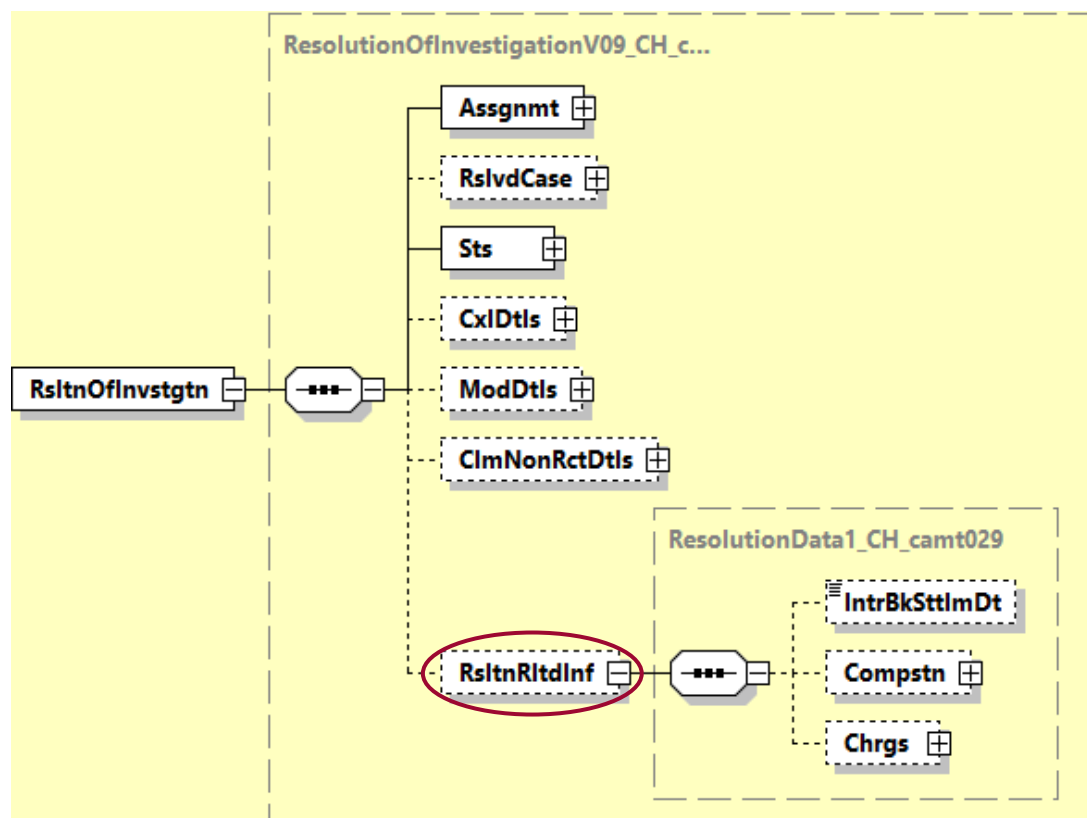 ResolutionOfInvestigationV09_CH_c...
Assgnmt
RslvdCase
Sts
CxlDtls
RsltnOfInvstgtn
ModDtls
ClmNonRctDtls
ResolutionData1_CH_camt029
IntrBkSttlmDt
RsltnRltdInf
Compstn
Chrgs